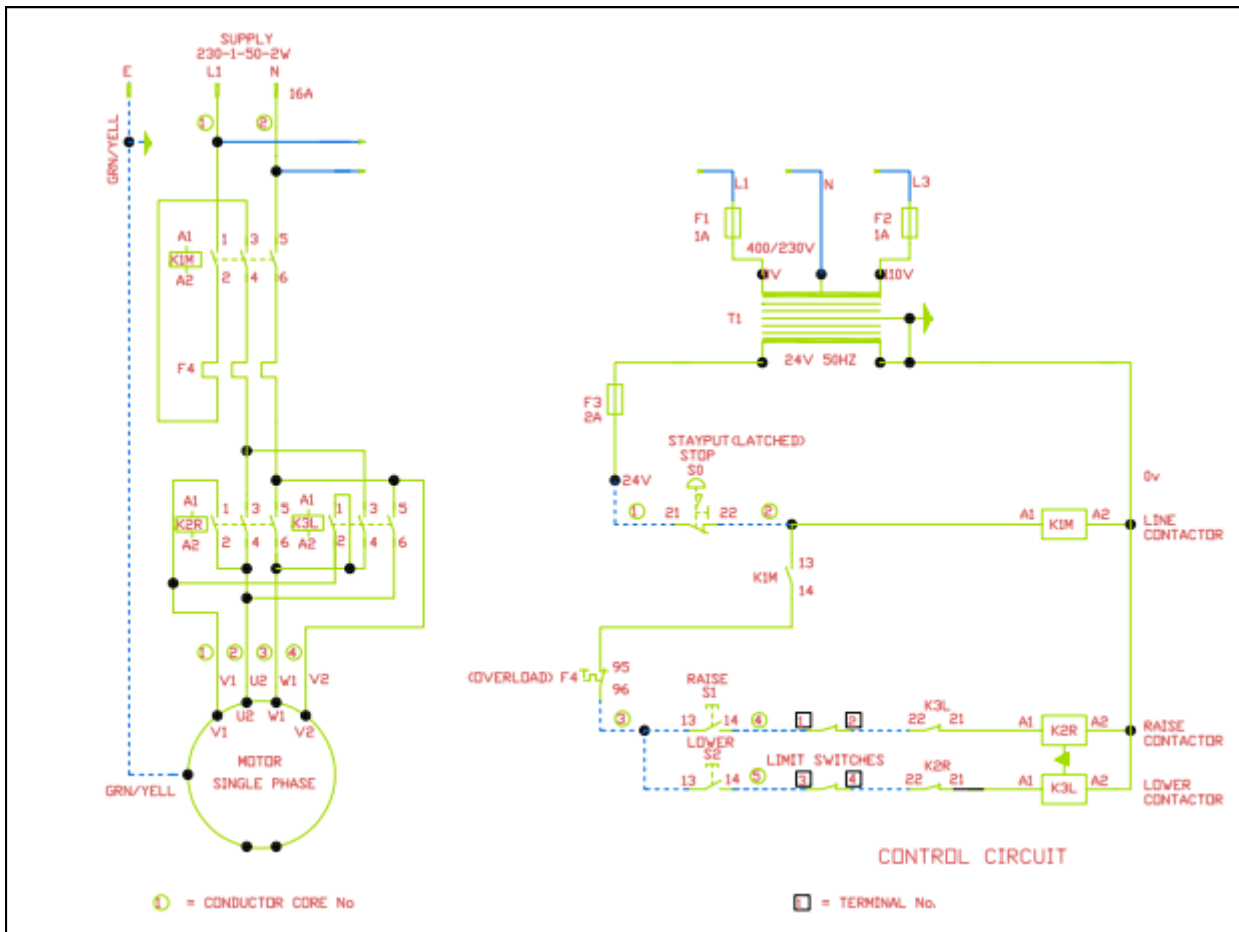 SUPPLY
230-1-50-2W
E L1 N
16A
1 2
GRN/YELL
A1
K1M
A2
1 3 5
2 4 6
F4
A1
K2R
A2
1 3 5
2 4 6
A1
K3L
A2
1 3 5
2 4 6
1 2 3 4
V1 U2 W1 V2
V1 U2 W1 V2
MOTOR
SINGLE PHASE
GRN/YELL
1 = CONDUCTOR CORE No
L1 N L3
F1
1A
F2
1A
400/230V
110V
T1
24V 50HZ
F3
2A
STAYPUT(LATCHED)
STOP
S0
24V
0v
1 21 22 2
A1 K1M A2
LINE
CONTACTOR
K1M
13
14
(OVERLOAD) F4
95
96
RAISE
S1
3 13 14 4 1 2
K3L
22 21
A1 K2R A2
RAISE
CONTACTOR
LOWER
S2
LIMIT SWITCHES
13 14 5 3 4
K2R
22 21
A1 K3L A2
LOWER
CONTACTOR
CONTROL CIRCUIT
1 = TERMINAL No.